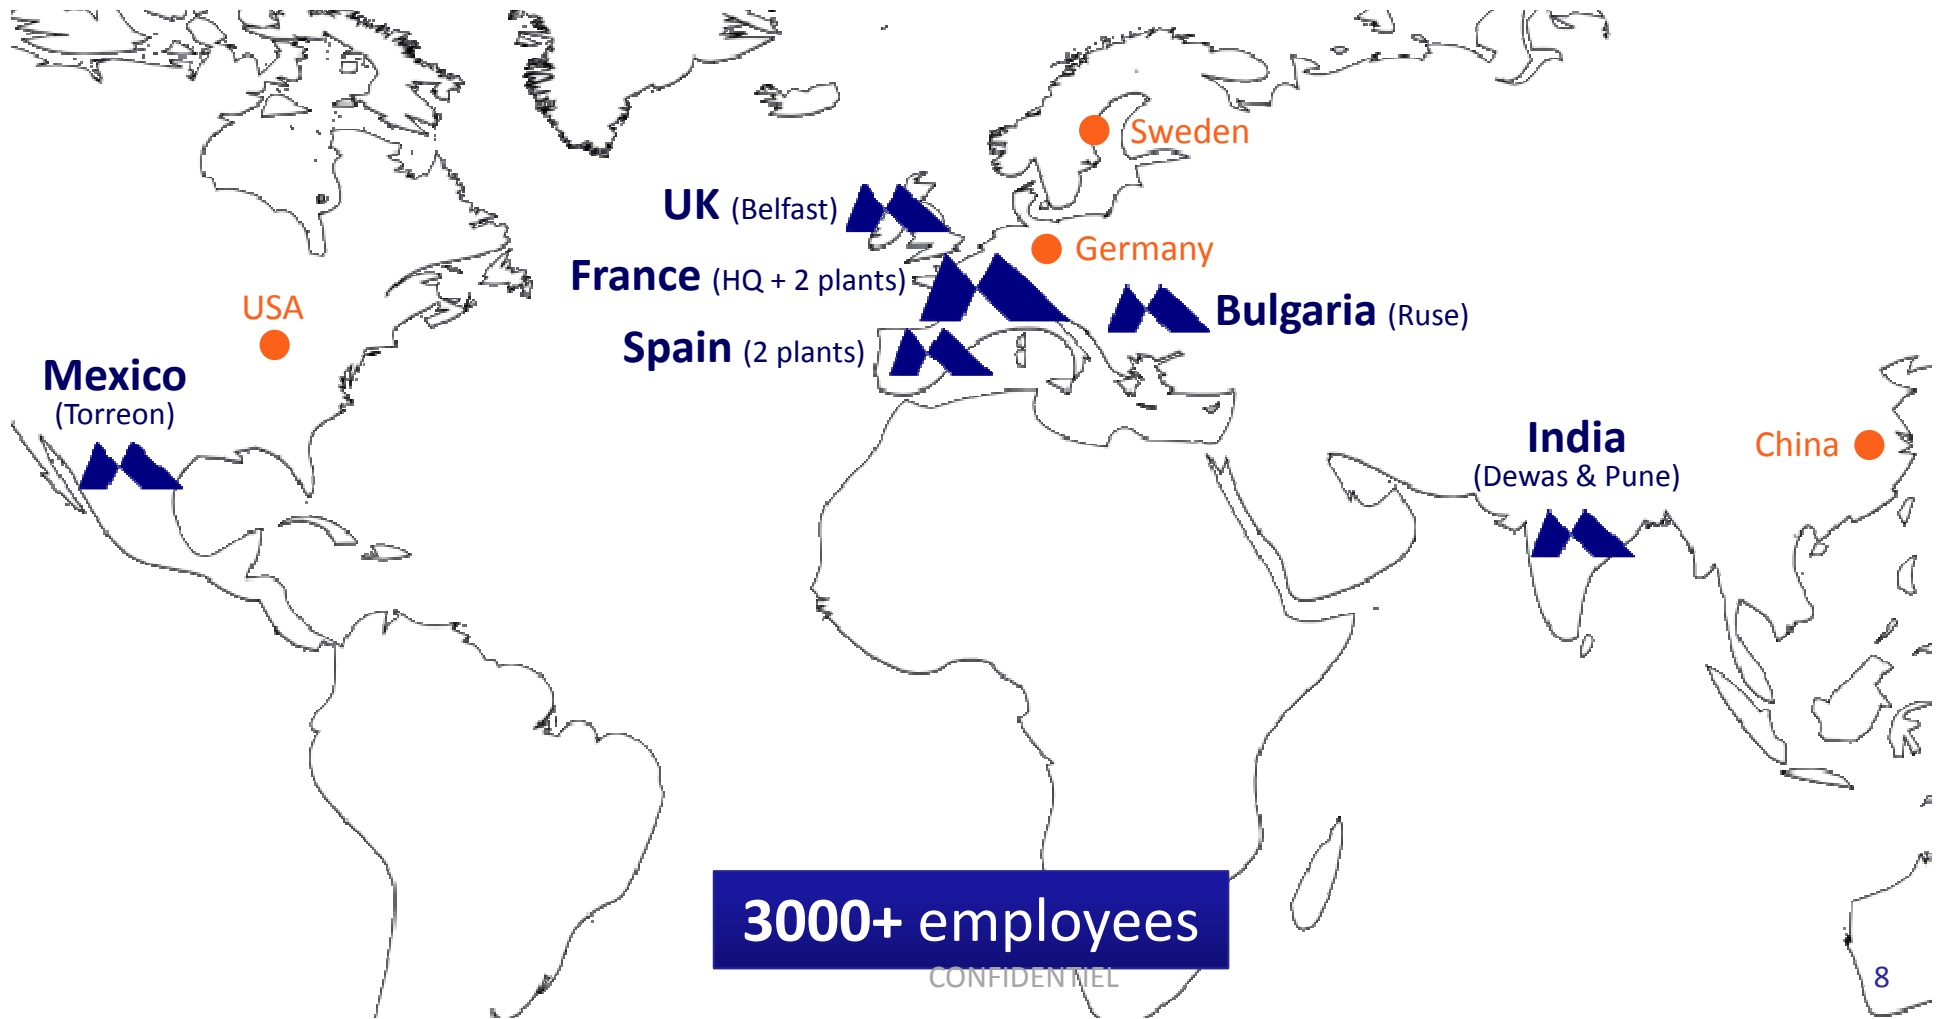 Sweden
UK (Belfast)
Germany
France (HQ + 2 plants)
USA
Bulgaria (Ruse)
Spain (2 plants)
Mexico
(Torreon)
India
(Dewas & Pune)
China
3000+ employees
CONFIDENTIEL
8